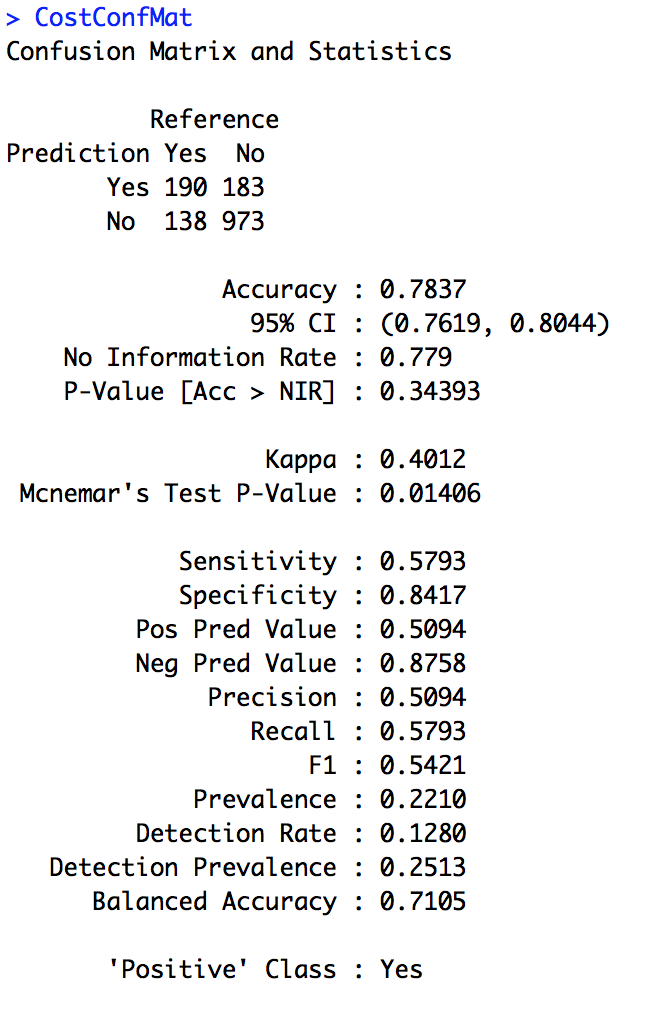 > CostConfMat
Confusion Matrix and Statistics
Reference
Prediction Yes No
Yes 190 183
No 138 973
Accuracy : 0.7837
95% CI : (0.7619, 0.8044)
No Information Rate : 0.779
P-Value [Acc > NIR] : 0.34393
Kappa : 0.4012
Mcnemar's Test P-Value : 0.01406
Sensitivity : 0.5793
Specificity : 0.8417
Pos Pred Value : 0.5094
Neg Pred Value : 0.8758
Precision : 0.5094
Recall : 0.5793
F1 : 0.5421
Prevalence : 0.2210
Detection Rate : 0.1280
Detection Prevalence : 0.2513
Balanced Accuracy : 0.7105
'Positive' Class : Yes